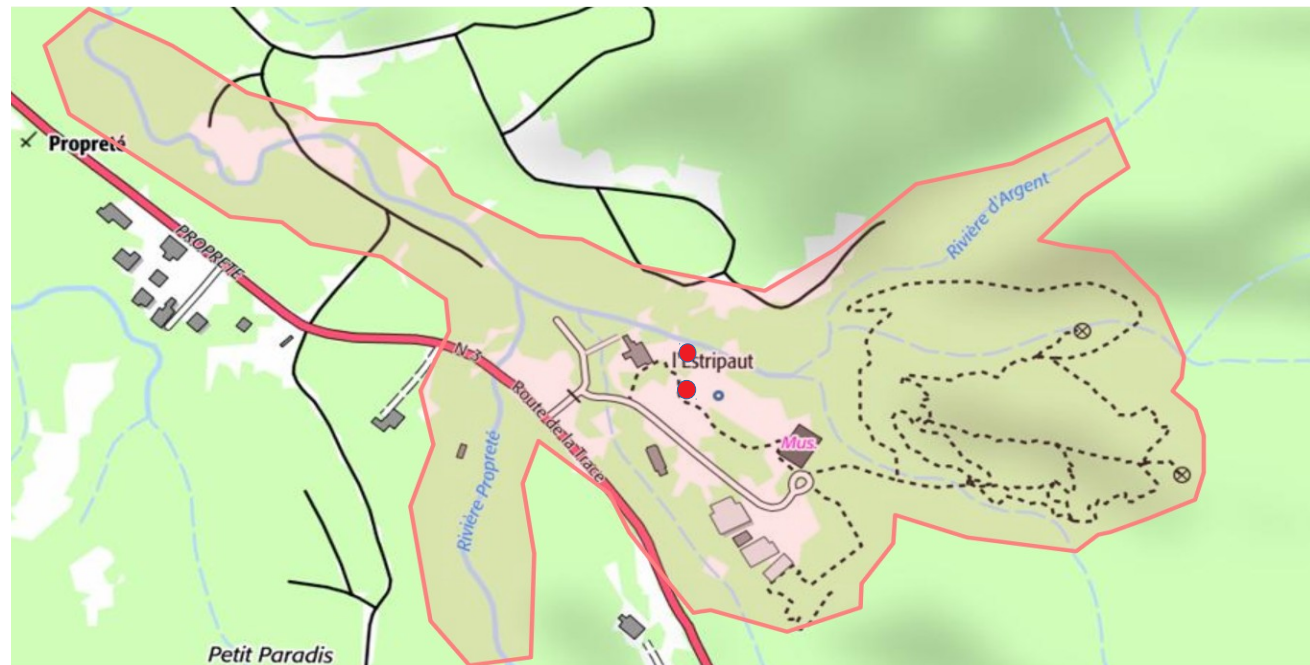 Propreté
PROPRETE
Rivière d'Argent
N 3
l'Estripaut
Route de la Trace
Mus.
Rivière Propreté
Petit Paradis